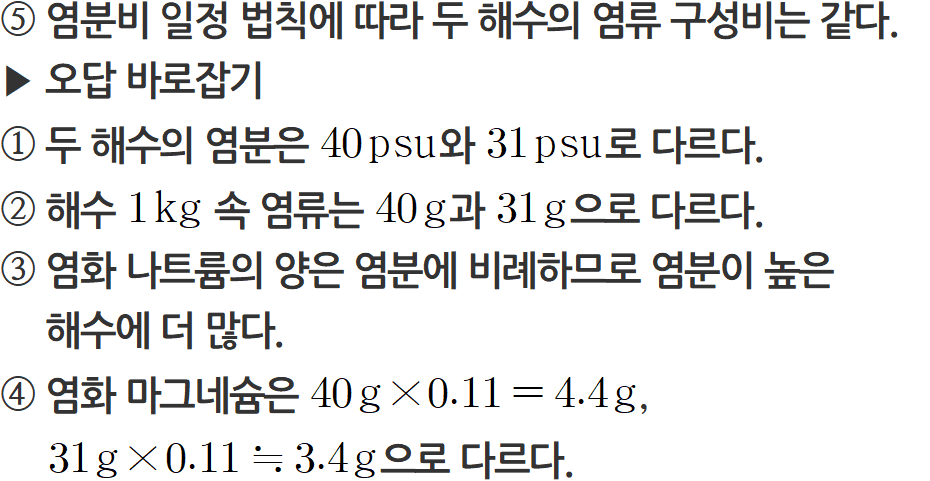 ⑤ 염분비 일정 법칙에 따라 두 해수의 염류 구성비는 같다.
▶ 오답 바로잡기
① 두 해수의 염분은 40 psu와 31 psu로 다르다.
② 해수 1 kg 속 염류는 40 g과 31 g으로 다르다.
③ 염화 나트륨의 양은 염분에 비례하므로 염분이 높은
해수에 더 많다.
④ 염화 마그네슘은 40 g×0.11 = 4.4 g,
31 g×0.11 ≒ 3.4 g으로 다르다.